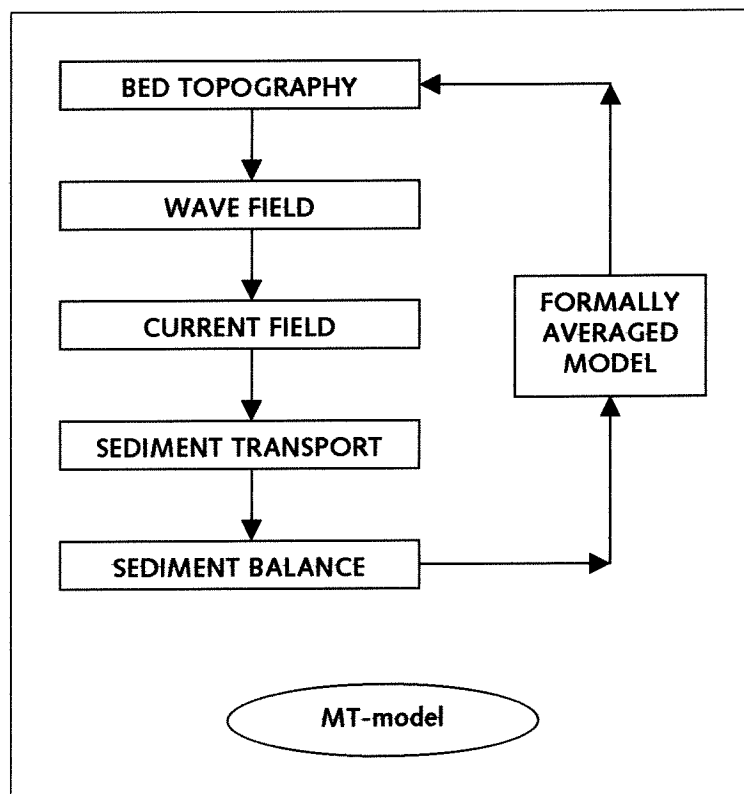 BED TOPOGRAPHY
WAVE FIELD
CURRENT FIELD
SEDIMENT TRANSPORT
SEDIMENT BALANCE
FORMALLY
AVERAGED
MODEL
MT-model